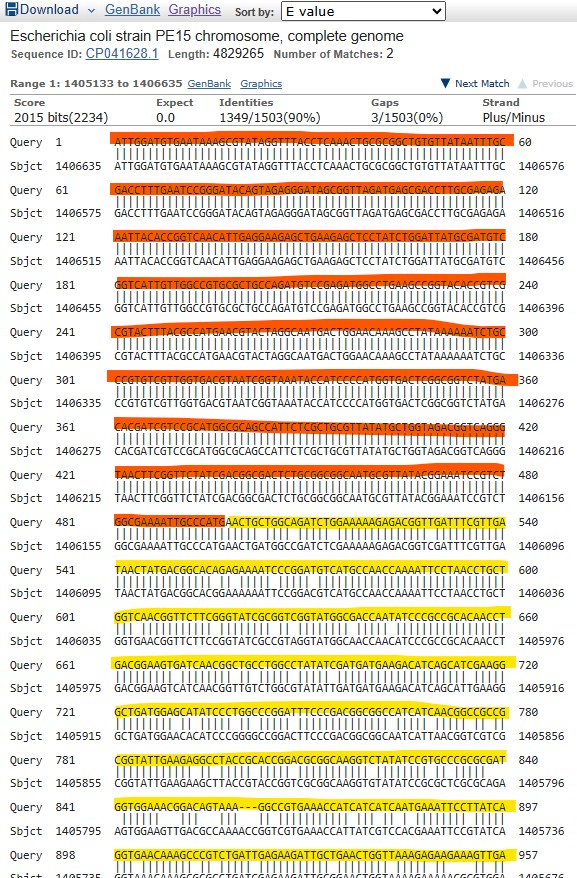 Download GenBank Graphics Sort by: E value
Escherichia coli strain PE15 chromosome, complete genome
Sequence ID: CP041628.1 Length: 4829265 Number of Matches: 2
Range 1: 1405133 to 1406635 GenBank Graphics Next Match Previous
Score Expect Identities Gaps Strand
2015 bits(2234) 0.0 1349/1503(90%) 3/1503(0%) Plus/Minus
Query 1 ATTGGATGTGAATAAAGCGTATAGGTTTACCTCAAACTGCGCGGCTGTGTTATAATTTGC 60
Sbjct 1406635 ATTGGATGTGAATAAAGCGTATAGGTTTACCTCAAACTGCGCGGCTGTGTTATAATTTGC 1406576
Query 61 GACCTTTGAATCCGGGATACAGTAGAGGGATAGCGGTTAGATGAGCGACCTTGCGAGAGA 120
Sbjct 1406575 GACCTTTGAATCCGGGATACAGTAGAGGGATAGCGGTTAGATGAGCGACCTTGCGAGAGA 1406516
Query 121 AATTACACCGGTCAACATTGAGGAAGAGCTGAAGAGCTCCTATCTGGATTATGCGATGTC 180
Sbjct 1406515 AATTACACCGGTCAACATTGAGGAAGAGCTGAAGAGCTCCTATCTGGATTATGCGATGTC 1406456
Query 181 GGTCATTGTTGGCCGTGCGCTGCCAGATGTCCGAGATGGCCTGAAGCCGGTACACCGTCG 240
Sbjct 1406455 GGTCATTGTTGGCCGTGCGCTGCCAGATGTCCGAGATGGCCTGAAGCCGGTACACCGTCG 1406396
Query 241 CGTACTTTACGCCATGAACGTACTAGGCAATGACTGGAACAAAGCCTATAAAAAATCTGC 300
Sbjct 1406395 CGTACTTTACGCCATGAACGTACTAGGCAATGACTGGAACAAAGCCTATAAAAAATCTGC 1406336
Query 301 CCGTGTCGTTGGTGACGTAATCGGTAAATACCATCCCCATGGTGACTCGGCGGTCTATGA 360
Sbjct 1406335 CCGTGTCGTTGGTGACGTAATCGGTAAATACCATCCCCATGGTGACTCGGCGGTCTATGA 1406276
Query 361 CACGATCGTCCGCATGGCGCAGCCATTCTCGCTGCGTTATATGCTGGTAGACGGTCAGGG 420
Sbjct 1406275 CACGATCGTCCGCATGGCGCAGCCATTCTCGCTGCGTTATATGCTGGTAGACGGTCAGGG 1406216
Query 421 TAACTTCGGTTCTATCGACGGCGACTCTGCGGCGGCAATGCGTTATACGGAAATCCGTCT 480
Sbjct 1406215 TAACTTCGGTTCTATCGACGGCGACTCTGCGGCGGCAATGCGTTATACGGAAATCCGTCT 1406156
Query 481 GGCGAAAATTGCCCATGAACTGCTGGCAGATCTGGAAAAAGAGACGGTTGATTTCGTTGA 540
Sbjct 1406155 GGCGAAAATTGCCCATGAACTGATGGCCGATCTCGAAAAAGAGACGGTCGATTTCGTTGA 1406096
Query 541 TAACTATGACGGCACAGAGAAAATCCCGGATGTCATGCCAACCAAAATTCCTAACCTGCT 600
Sbjct 1406095 TAACTATGACGGCACGGAAAAAATTCCGGACGTCATGCCAACCAAAATTCCTAACCTGCT 1406036
Query 601 GGTCAACGGTTCTTCGGGTATCGCGGTCGGTATGGCGACCAATATCCCGCCGCACAACCT 660
Sbjct 1406035 GGTGAACGGTTCTTCCGGTATCGCCGTAGGTATGGCAACCAACATCCCGCCGCACAACCT 1405976
Query 661 GACGGAAGTGATCAACGGCTGCCTGGCCTATATCGATGATGAAGACATCAGCATCGAAGG 720
Sbjct 1405975 GACGGAAGTCATCAACGGTTGTCTGGCGTATATTGATGATGAAGACATCAGCATTGAAGG 1405916
Query 721 GCTGATGGAGCATATCCCTGGCCCGGATTTCCCGACGGCGGCCATCATCAACGGCCGCCG 780
Sbjct 1405915 GCTGATGGAACACATCCCGGGGCCGGACTTCCCGACGGCGGCAATCATTAACGGTCGTCG 1405856
Query 781 CGGTATTGAAGAGGCCTACCGCACCGGACGCGGCAAGGTCTATATCCGTGCCCGCGCGAT 840
Sbjct 1405855 CGGTATTGAAGAAGCTTACCGTACCGGTCGCGGCAAGGTGTATATCCGCGCTCGCGCAGA 1405796
Query 841 GGTGGAAACGGACAGTAAA---GGCCGTGAAACCATCATCATCAATGAAATTCCTTATCA 897
Sbjct 1405795 AGTGGAAGTTGACGCCAAAACCGGTCGTGAAACCATTATCGTCCACGAAATTCCGTATCA 1405736
Query 898 GGTGAACAAAGCCCGTCTGATTGAGAAGATTGCTGAACTGGTTAAAGAGAAGAAAGTTGA 957